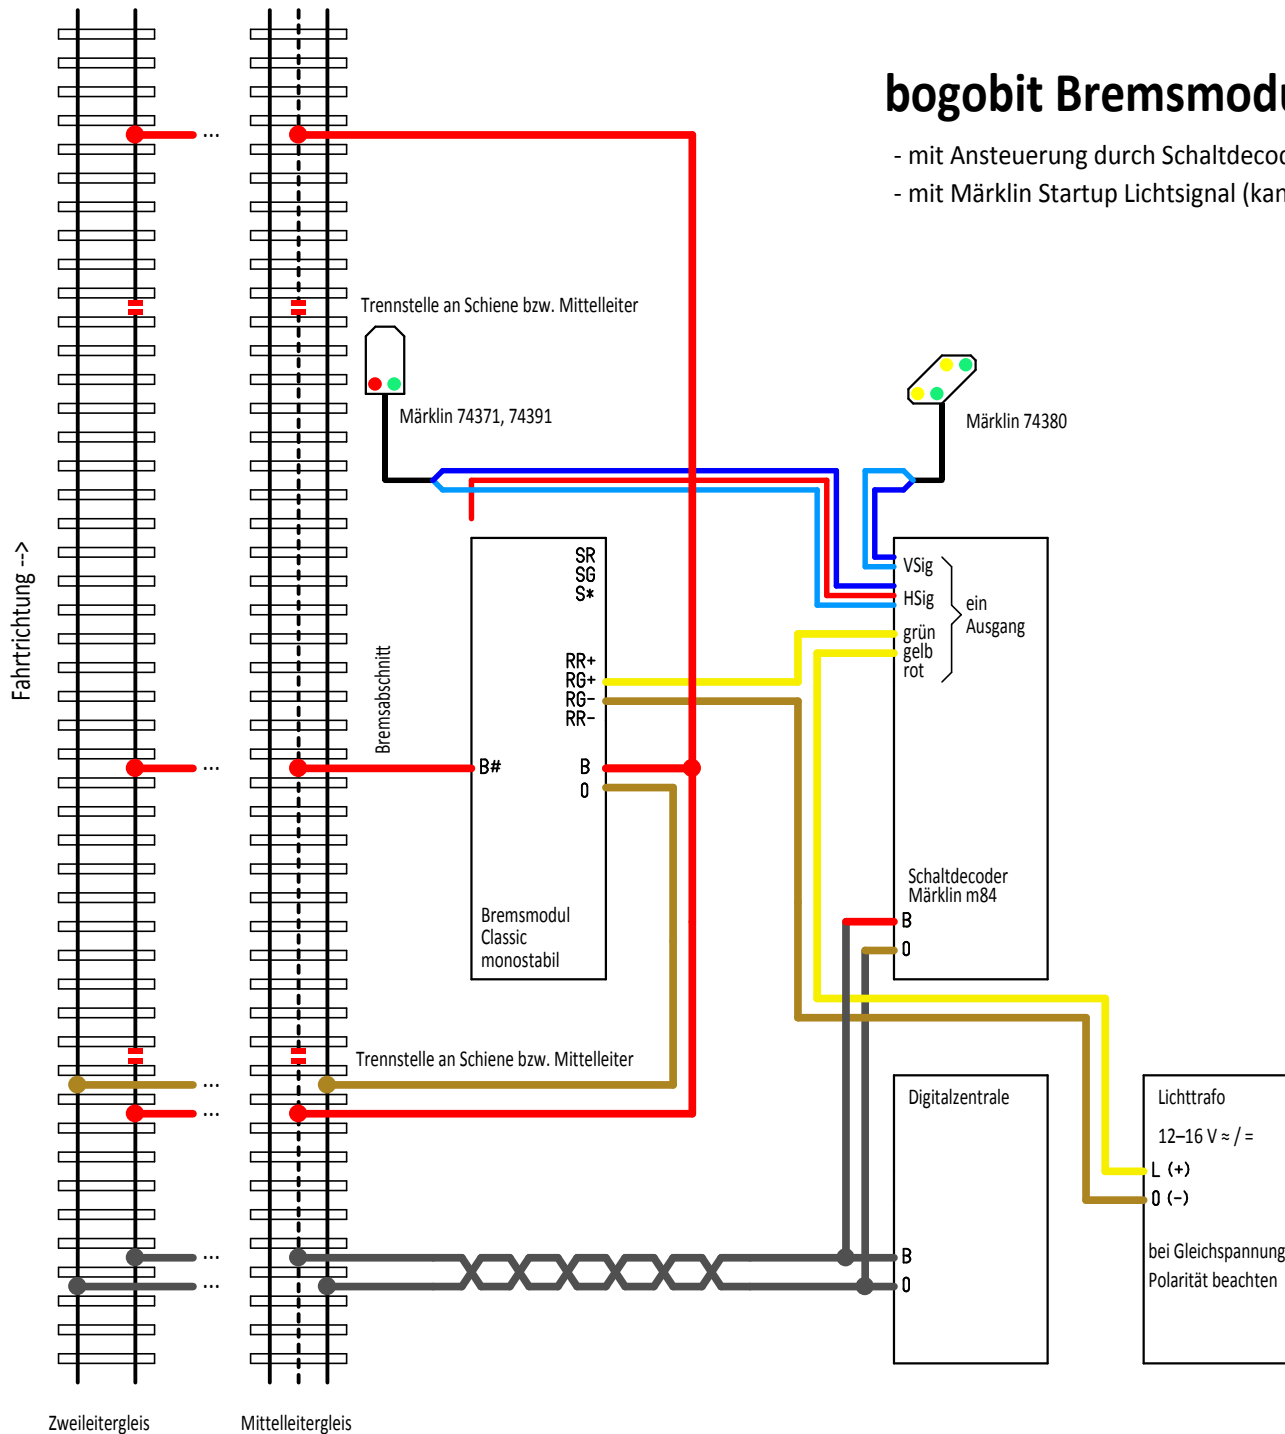 bogobit Bremsmodu
- mit Ansteuerung durch Schaltdecod
- mit Märklin Startup Lichtsignal (kan
...
Trennstelle an Schiene bzw. Mittelleiter
Märklin 74371, 74391
Märklin 74380
Fahrtrichtung -->
SR
SG
S*
RR+
RG+
RG-
RR-
Bremsabschnitt
VSig
HSig
ein
Ausgang
grün
gelb
rot
...
B#
B
0
Bremsmodul
Classic
monostabil
Schaltdecoder
Märklin m84
B
0
Trennstelle an Schiene bzw. Mittelleiter
...
...
Digitalzentrale
B
0
Lichttrafo
12–16 V ≈ / =
L (+)
0 (-)
bei Gleichspannung
Polarität beachten
...
...
Zweileitergleis
Mittelleitergleis